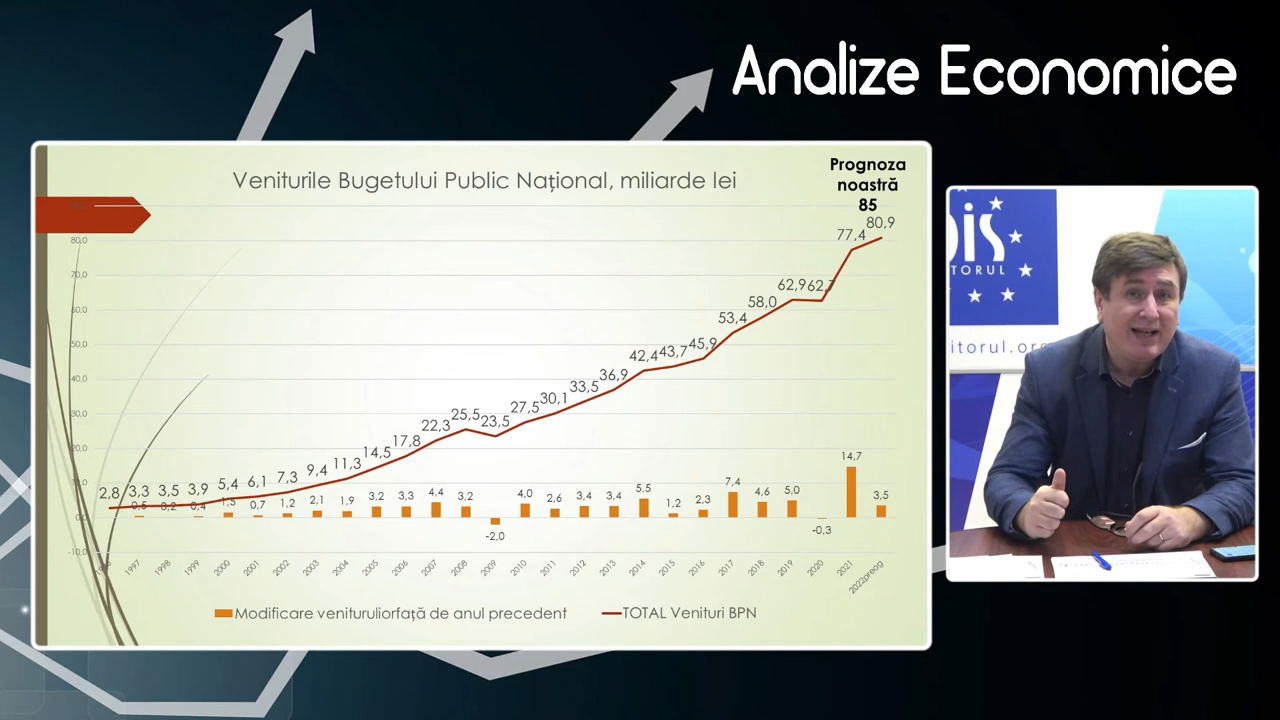 Analize Economice
Veniturile Bugetului Public Național, miliarde lei
Prognoza
noastră
85
80,0
70,0
60,0
50,0
40,0
30,0
20,0
10,0
0,0
-10,0
2,8 3,3 3,5 3,9 5,4 6,1 7,3 9,4 11,3 14,5 17,8 22,3 25,5 23,5 27,5 30,1 33,5 36,9 42,4 43,7 45,9 53,4 58,0 62,9 62,7 77,4 80,9
0,5 0,2 0,4 1,5 0,7 1,2 2,1 1,9 3,2 3,3 4,4 3,2 -2,0 4,0 2,6 3,4 3,4 5,5 1,2 2,3 7,4 4,6 5,0 -0,3 14,7 3,5
1997 1998 1999 2000 2001 2002 2003 2004 2005 2006 2007 2008 2009 2010 2011 2012 2013 2014 2015 2016 2017 2018 2019 2020 2021 2022preog
Modificare venituruliorfață de anul precedent
TOTAL Venituri BPN
TORUL
itorul.org